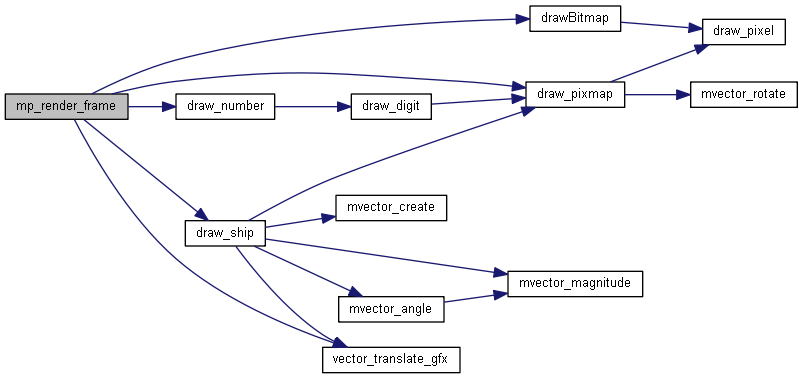 drawBitmap
draw_pixel
mp_render_frame
draw_number
draw_digit
draw_pixmap
mvector_rotate
mvector_create
draw_ship
mvector_magnitude
mvector_angle
vector_translate_gfx